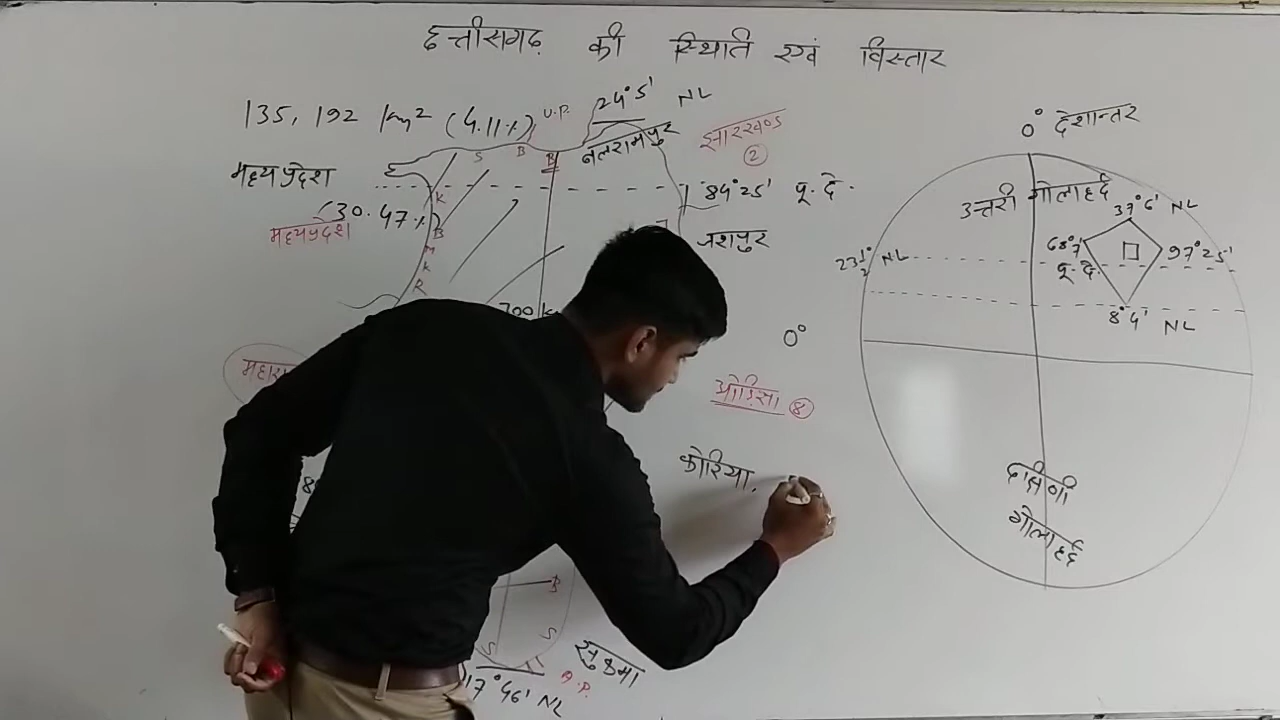 छत्तीसगढ़ की स्थिति एवं विस्तार
135, 192 km² (4.11%)
U.P.
24°5' NL
बलरामपुर
झारखण्ड
2
मध्यप्रदेश
(30.47%)
मध्यप्रदेश
S B B
K
B
M
K
R
84°25' पू. दे.
जशपुर
700 k
0°
ओड़िसा 8
कोरिया,
B
S S
सुकमा
17°46' NL
0° देशान्तर
उत्तरी गोलार्ह्द
37°6' NL
68°7'
पू. दे.
97°25'
23½° NL
8°4' NL
दक्षिणी
गोलार्ह्द